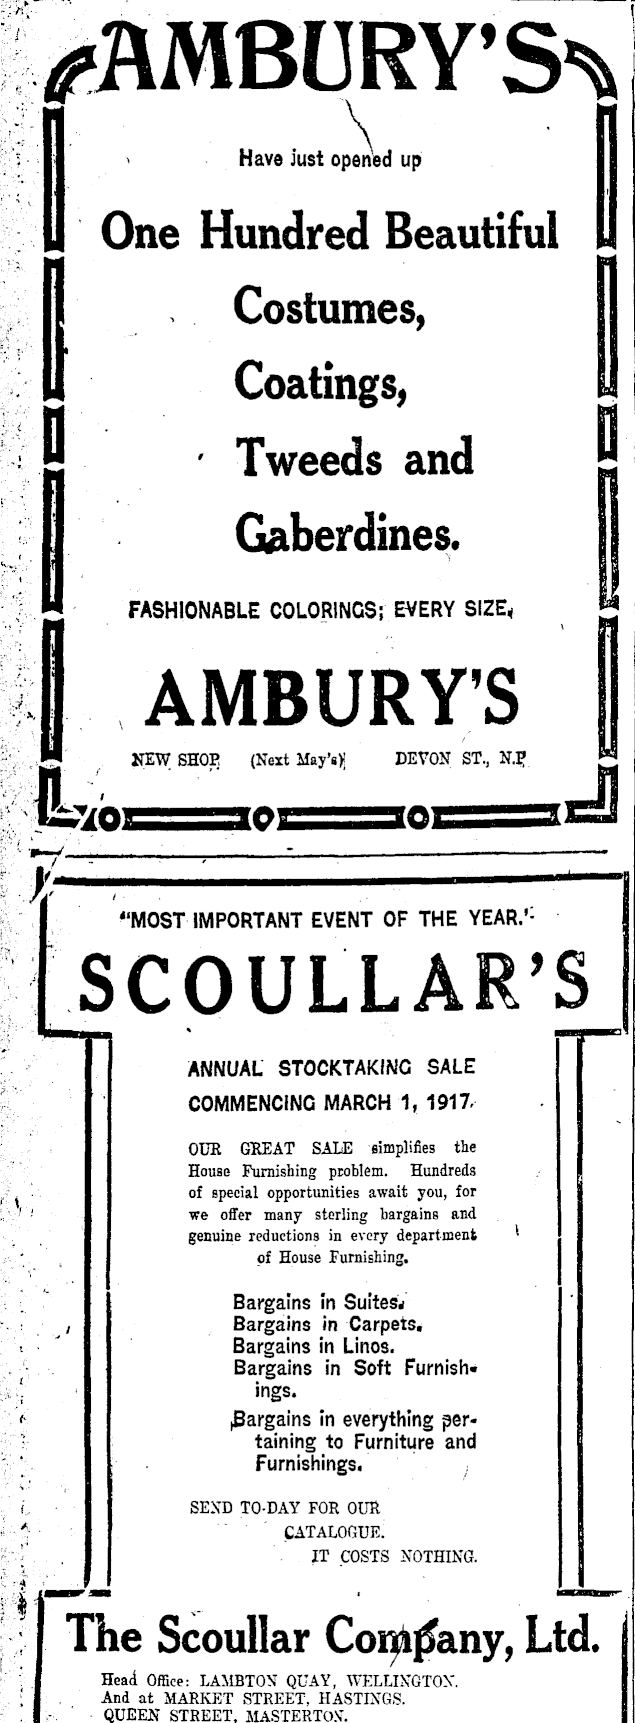 AMBURY'S
Have just opened up
One Hundred Beautiful
Costumes,
Coatings,
Tweeds and
Gaberdines.
FASHIONABLE COLORINGS; EVERY SIZE.
AMBURY'S
NEW SHOP (Next May's) DEVON ST., N.P.
"MOST IMPORTANT EVENT OF THE YEAR."
SCOULLAR'S
ANNUAL STOCKTAKING SALE
COMMENCING MARCH 1, 1917.
OUR GREAT SALE simplifies the
House Furnishing problem. Hundreds
of special opportunities await you, for
we offer many sterling bargains and
genuine reductions in every department
of House Furnishing.
Bargains in Suites.
Bargains in Carpets.
Bargains in Linos.
Bargains in Soft Furnish-
ings.
Bargains in everything per-
taining to Furniture and
Furnishings.
SEND TO-DAY FOR OUR
CATALOGUE.
IT COSTS NOTHING.
The Scoullar Company, Ltd.
Head Office: LAMBTON QUAY, WELLINGTON.
And at MARKET STREET, HASTINGS.
QUEEN STREET, MASTERTON.